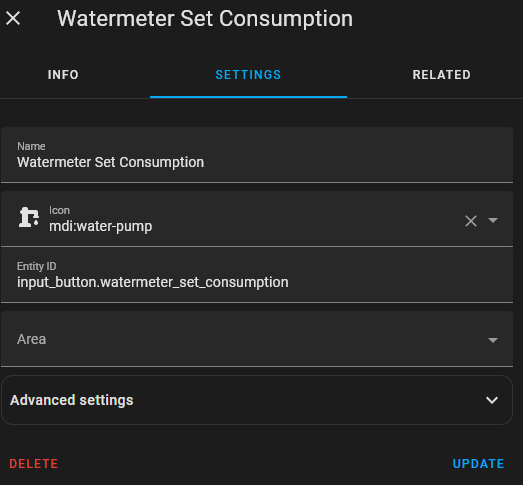 Watermeter Set Consumption
INFO
SETTINGS
RELATED
Name
Watermeter Set Consumption
Icon
mdi:water-pump
Entity ID
input_button.watermeter_set_consumption
Area
Advanced settings
DELETE
UPDATE